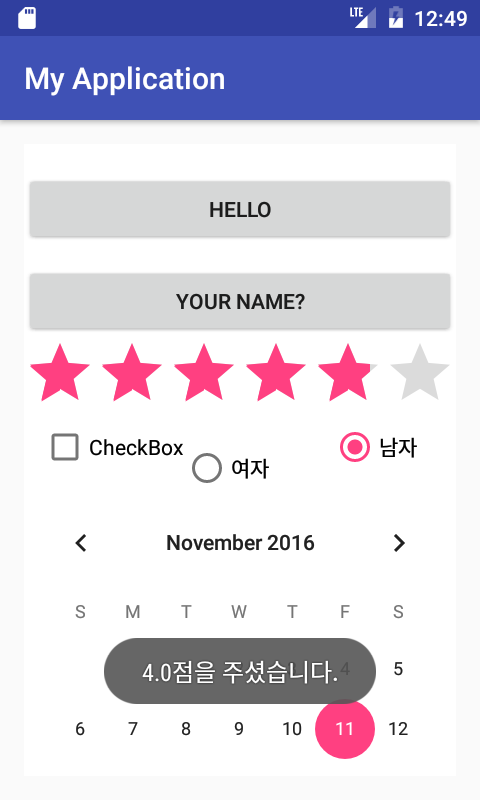 LTE 12:49
My Application
HELLO
YOUR NAME?
CheckBox
여자
남자
November 2016
S M T W T F S
4 5
4.0점을 주셨습니다.
6 7 8 9 10 11 12